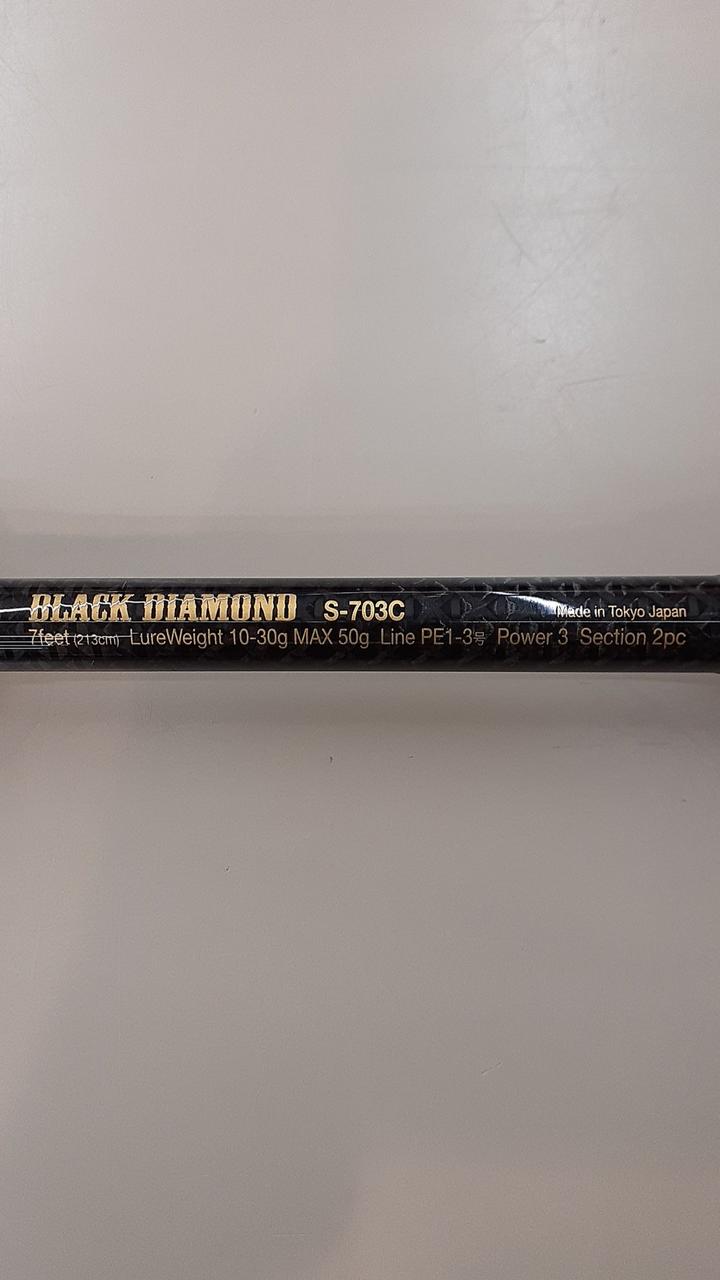 BLACK DIAMOND S-703C Made in Tokyo Japan
7feet (213cm) LureWeight 10-30g MAX 50g Line PE1-3号 Power 3 Section 2pc